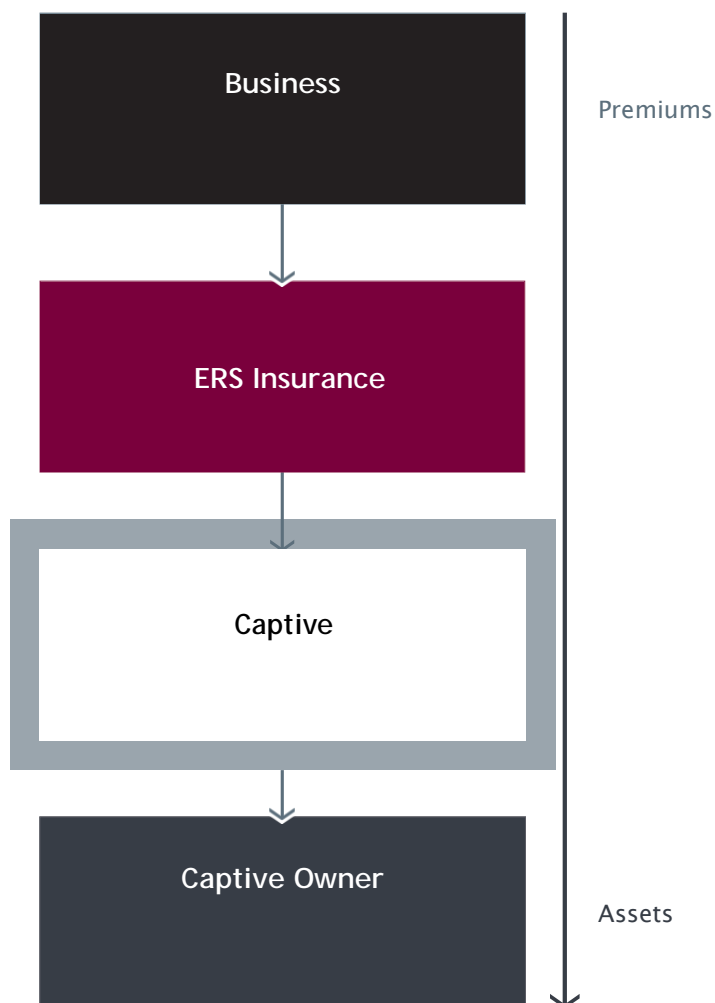 Business
Premiums
ERS Insurance
Captive
Captive Owner
Assets